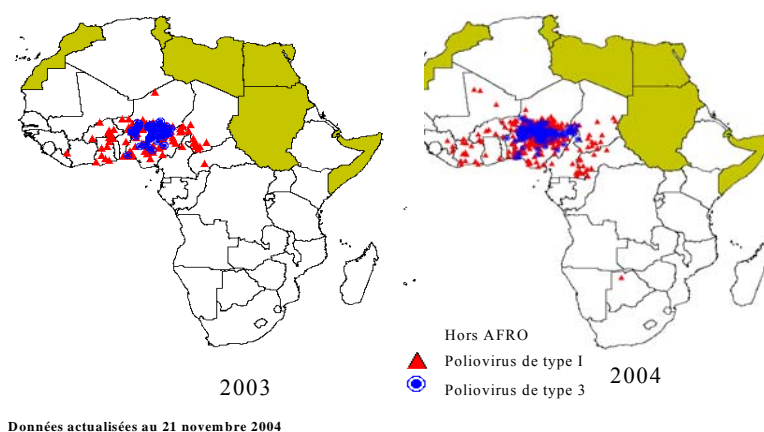 Hors AFRO
Poliovirus de type I
Poliovirus de type 3
2003
2004
Données actualisées au 21 novembre 2004